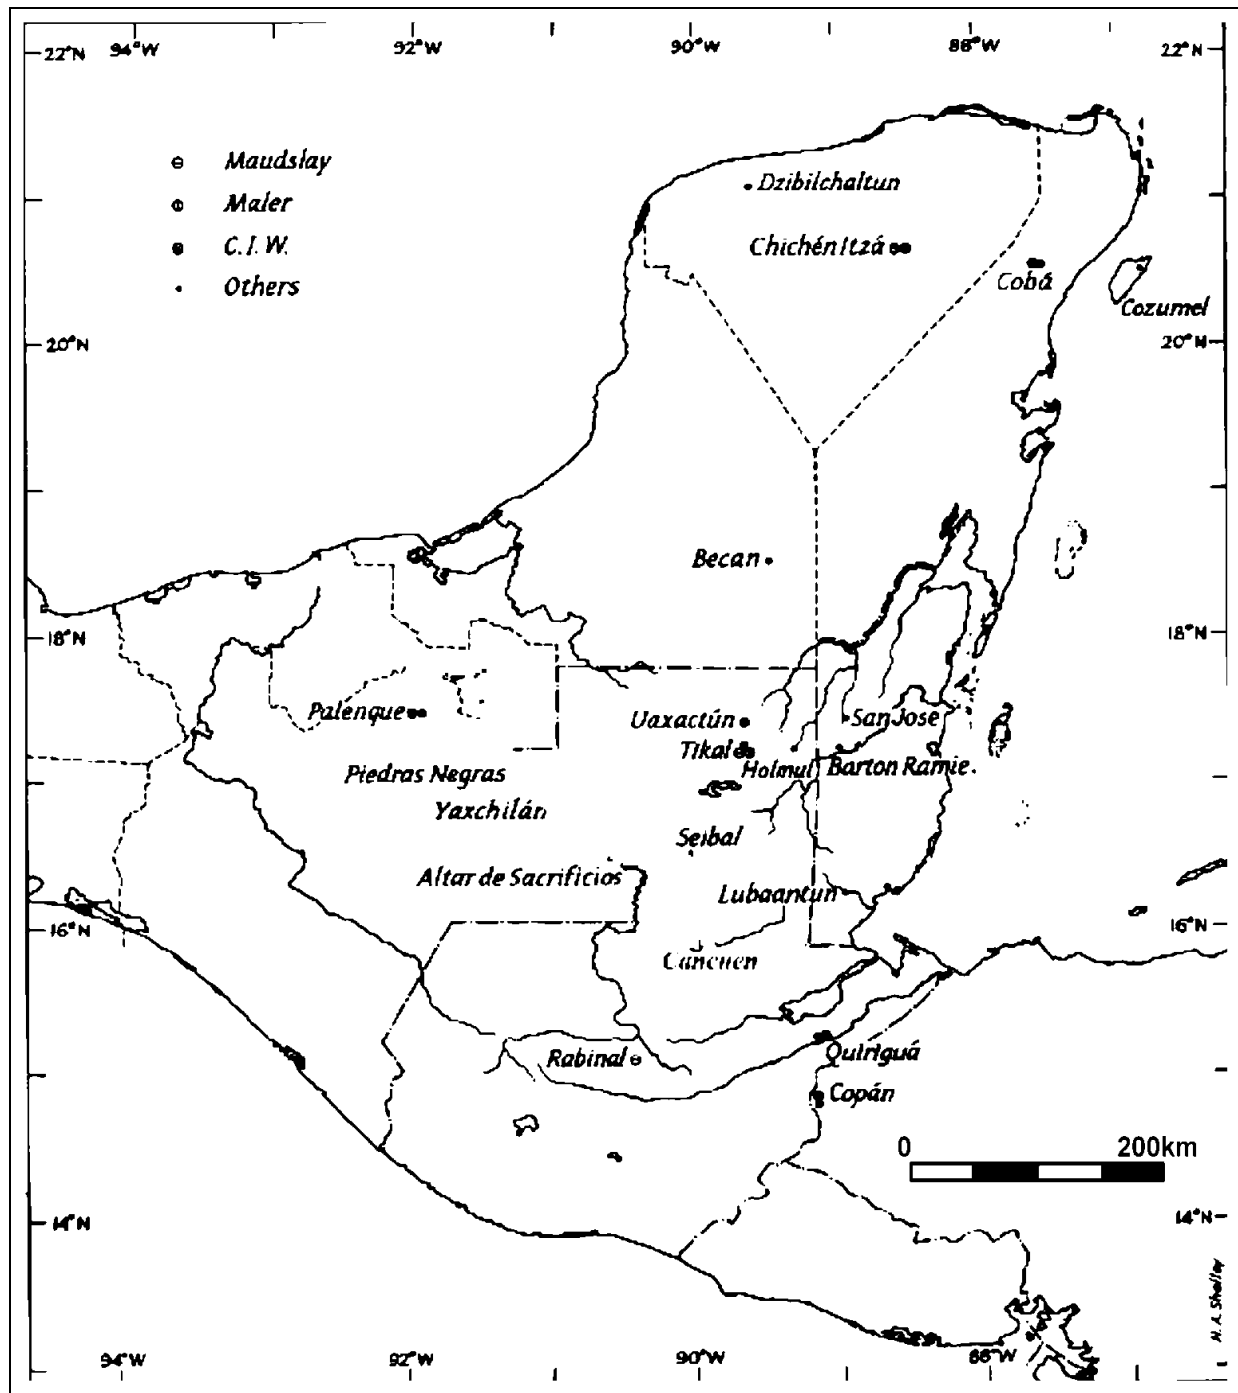 94°W 92°W 90°W 88°W
22°N 22°N
Maudslay
Maler
C.I.W.
Others
Dzibilchaltun
Chichén Itzá
Cobá
Cozumel
20°N 20°N
Becan
18°N 18°N
Palenque
Uaxactún
San Jose
Tikal
Holmul
Barton Ramie
Piedras Negras
Yaxchilán
Seibal
Altar de Sacrificios
Lubaantun
16°N 16°N
Cancuen
Rabinal
Quiriguá
Copán
0 200km
14°N 14°N
H. A. Shelley
94°W 92°W 90°W 88°W